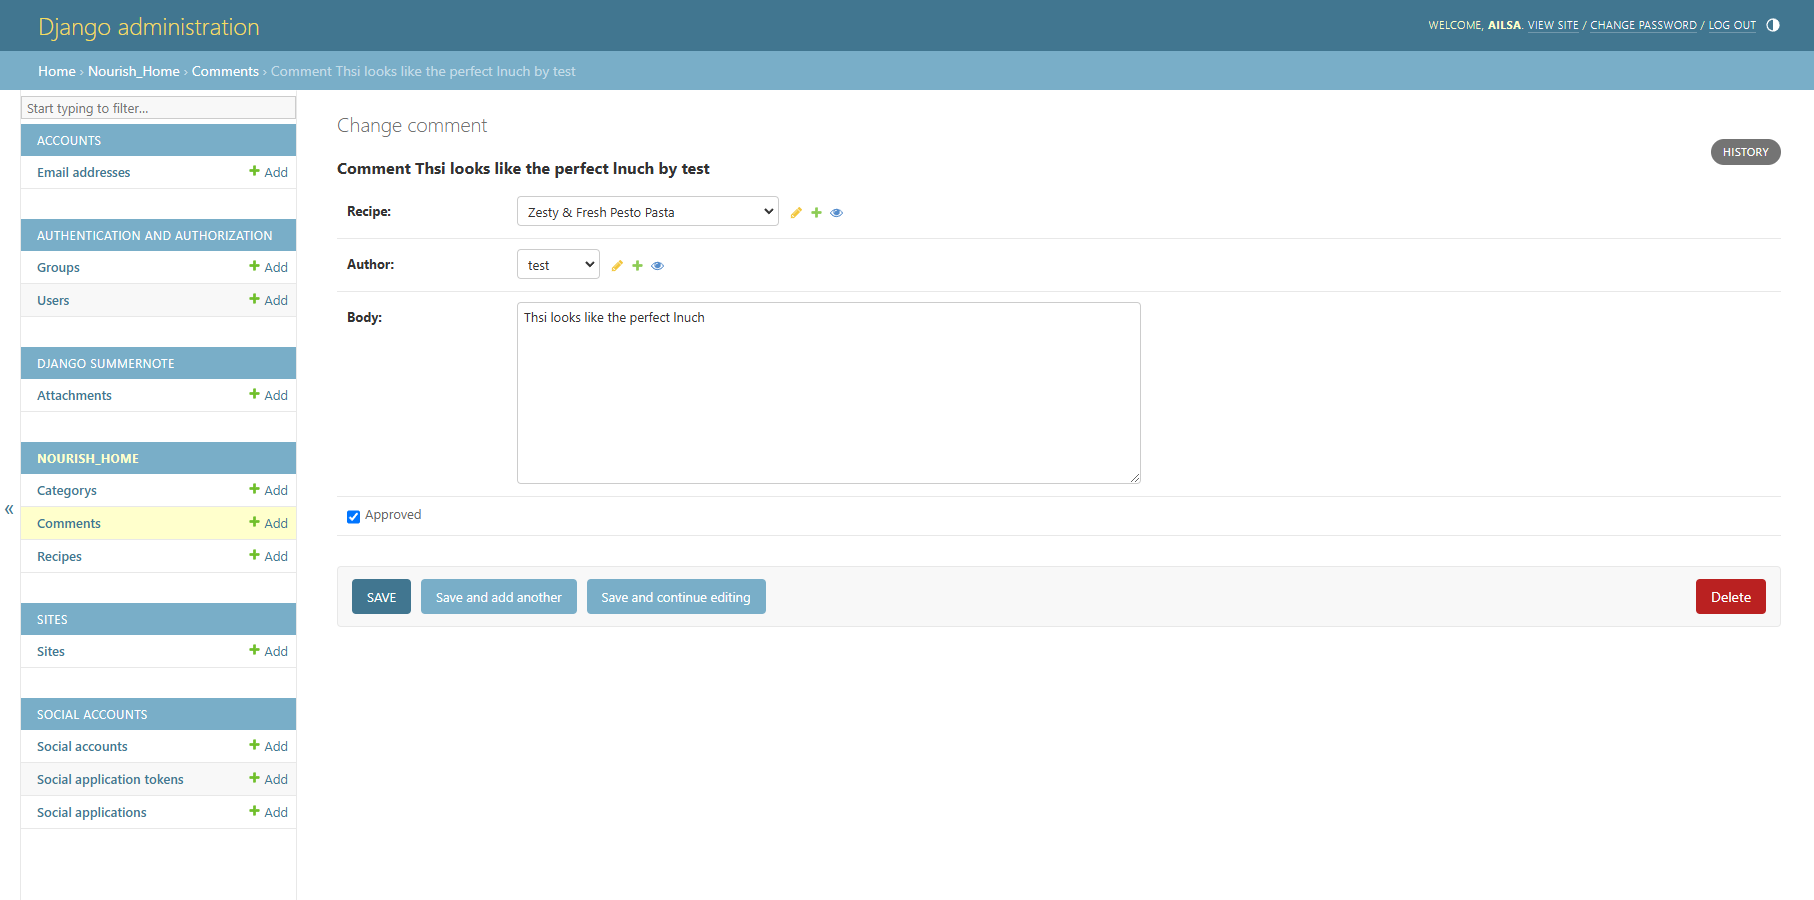 Django administration
WELCOME, AILSA. VIEW SITE / CHANGE PASSWORD / LOG OUT
Home › Nourish_Home › Comments › Comment Thsi looks like the perfect lnuch by test
Start typing to filter...
ACCOUNTS
Email addresses Add
AUTHENTICATION AND AUTHORIZATION
Groups Add
Users Add
DJANGO SUMMERNOTE
Attachments Add
NOURISH_HOME
Categorys Add
« Comments Add
Recipes Add
SITES
Sites Add
SOCIAL ACCOUNTS
Social accounts Add
Social application tokens Add
Social applications Add
Change comment
HISTORY
Comment Thsi looks like the perfect lnuch by test
Recipe: Zesty & Fresh Pesto Pasta
Author: test
Body: Thsi looks like the perfect lnuch
Approved
SAVE Save and add another Save and continue editing Delete